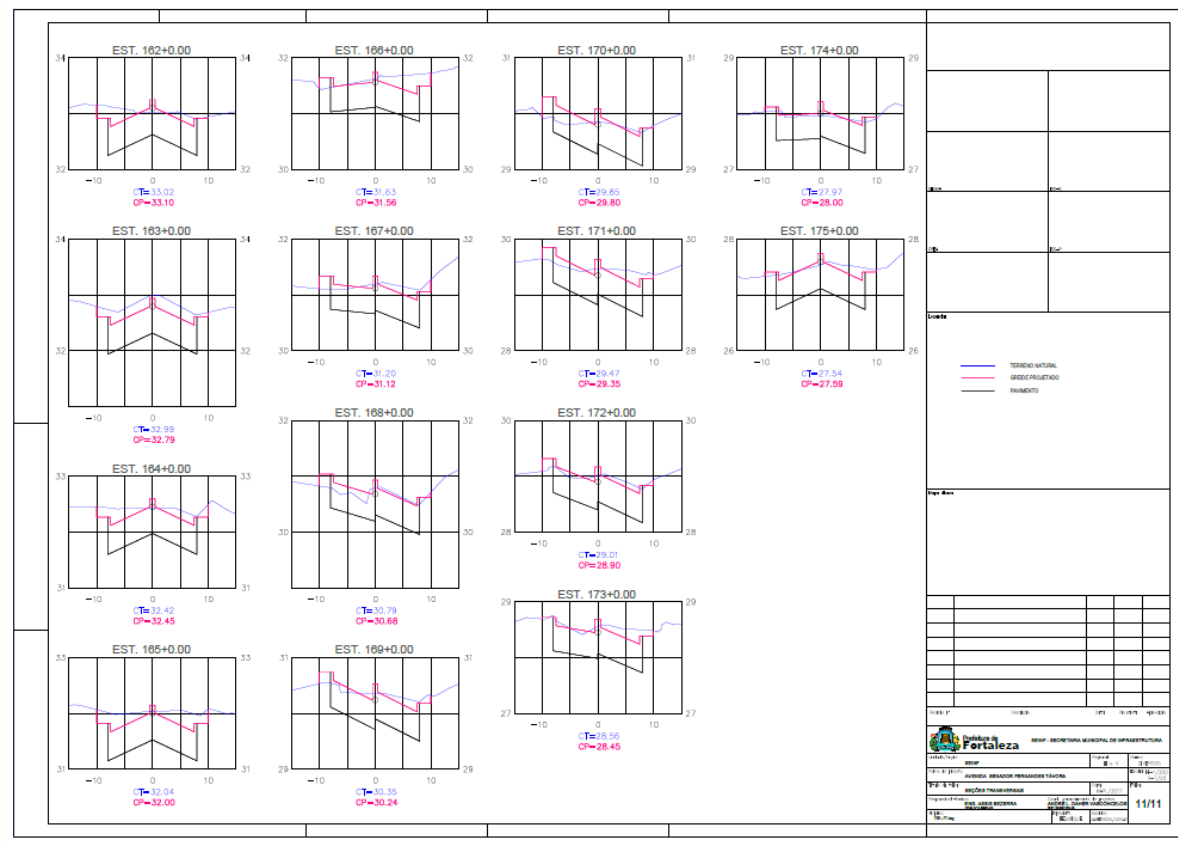 EST. 162+0.00
34 34
32 32
-10 0 10
CT=33.02
CP=33.10
EST. 163+0.00
34 34
32 32
-10 0 10
CT=32.99
CP=32.79
EST. 164+0.00
33 33
31 31
-10 0 10
CT=32.42
CP=32.45
EST. 165+0.00
33 33
31 31
-10 0 10
CT=32.04
CP=32.00
EST. 166+0.00
32 32
30 30
-10 0 10
CT=31.63
CP=31.56
EST. 167+0.00
32 32
30 30
-10 0 10
CT=31.20
CP=31.12
EST. 168+0.00
32 32
30 30
-10 0 10
CT=30.79
CP=30.68
EST. 169+0.00
31 31
29 29
-10 0 10
CT=30.35
CP=30.24
EST. 170+0.00
31 31
29 29
-10 0 10
CT=29.85
CP=29.80
EST. 171+0.00
30 30
28 28
-10 0 10
CT=29.47
CP=29.35
EST. 172+0.00
30 30
28 28
-10 0 10
CT=29.01
CP=28.90
EST. 173+0.00
29 29
27 27
-10 0 10
CT=28.56
CP=28.45
EST. 174+0.00
29 29
27 27
-10 0 10
CT=27.97
CP=28.00
EST. 175+0.00
28 28
26 26
-10 0 10
CT=27.54
CP=27.59
TERRENO NATURAL
GREIDE PROJETADO
PAVIMENTO
Prefeitura de
Fortaleza
SEINF - SECRETARIA MUNICIPAL DE INFRAESTRUTURA
SEINF
AVENIDA SENADOR FERNANDES TÁVORA
SEÇÕES TRANSVERSAIS
ENG. ASSIS BEZERRA
ANDRÉ L. DAHER VASCONCELOS
11/11